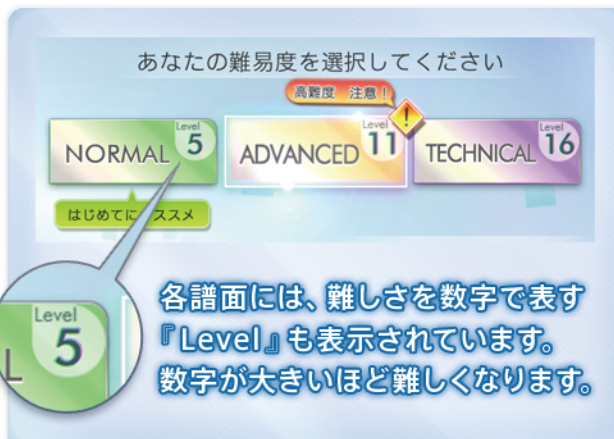 あなたの難易度を選択してください
高難度 注意!
!
NORMAL Level 5
ADVANCED Level 11
TECHNICAL Level 16
はじめてに ススメ
Level
L 5
各譜面には、難しさを数字で表す
『Level』も表示されています。
数字が大きいほど難しくなります。